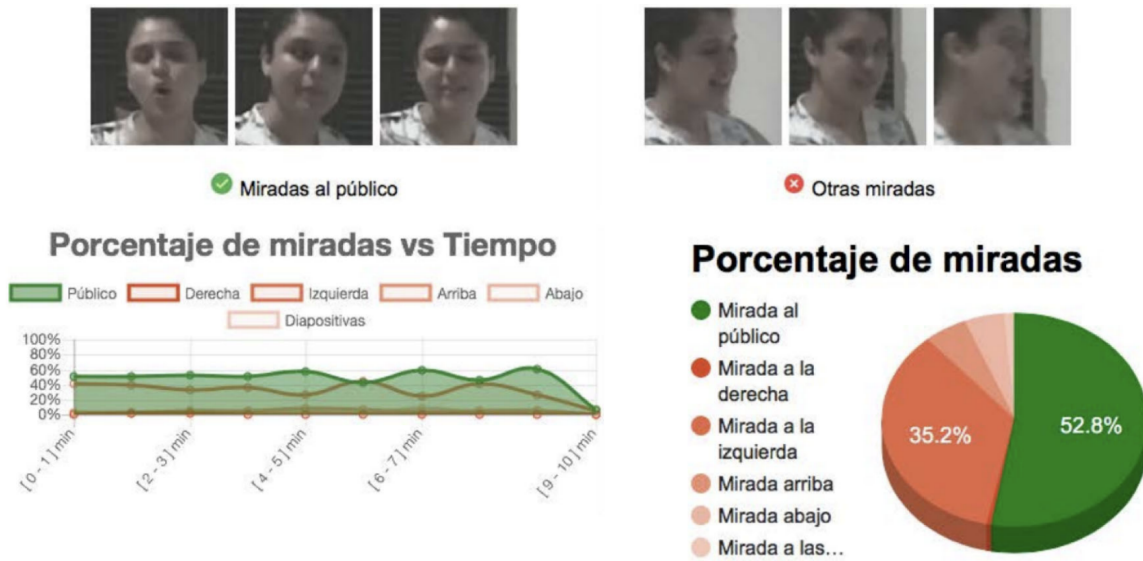 Miradas al público
Otras miradas
Porcentaje de miradas vs Tiempo
Público Derecha Izquierda Arriba Abajo
Diapositivas
100%
80%
60%
40%
20%
0%
[ 0 - 1 ] min
[ 2 - 3 ] min
[ 4 - 5 ] min
[ 6 - 7 ] min
[ 9 - 10 ] min
Porcentaje de miradas
Mirada al
público
Mirada a la
derecha
Mirada a la
izquierda
Mirada arriba
Mirada abajo
Mirada a las...
35.2%
52.8%